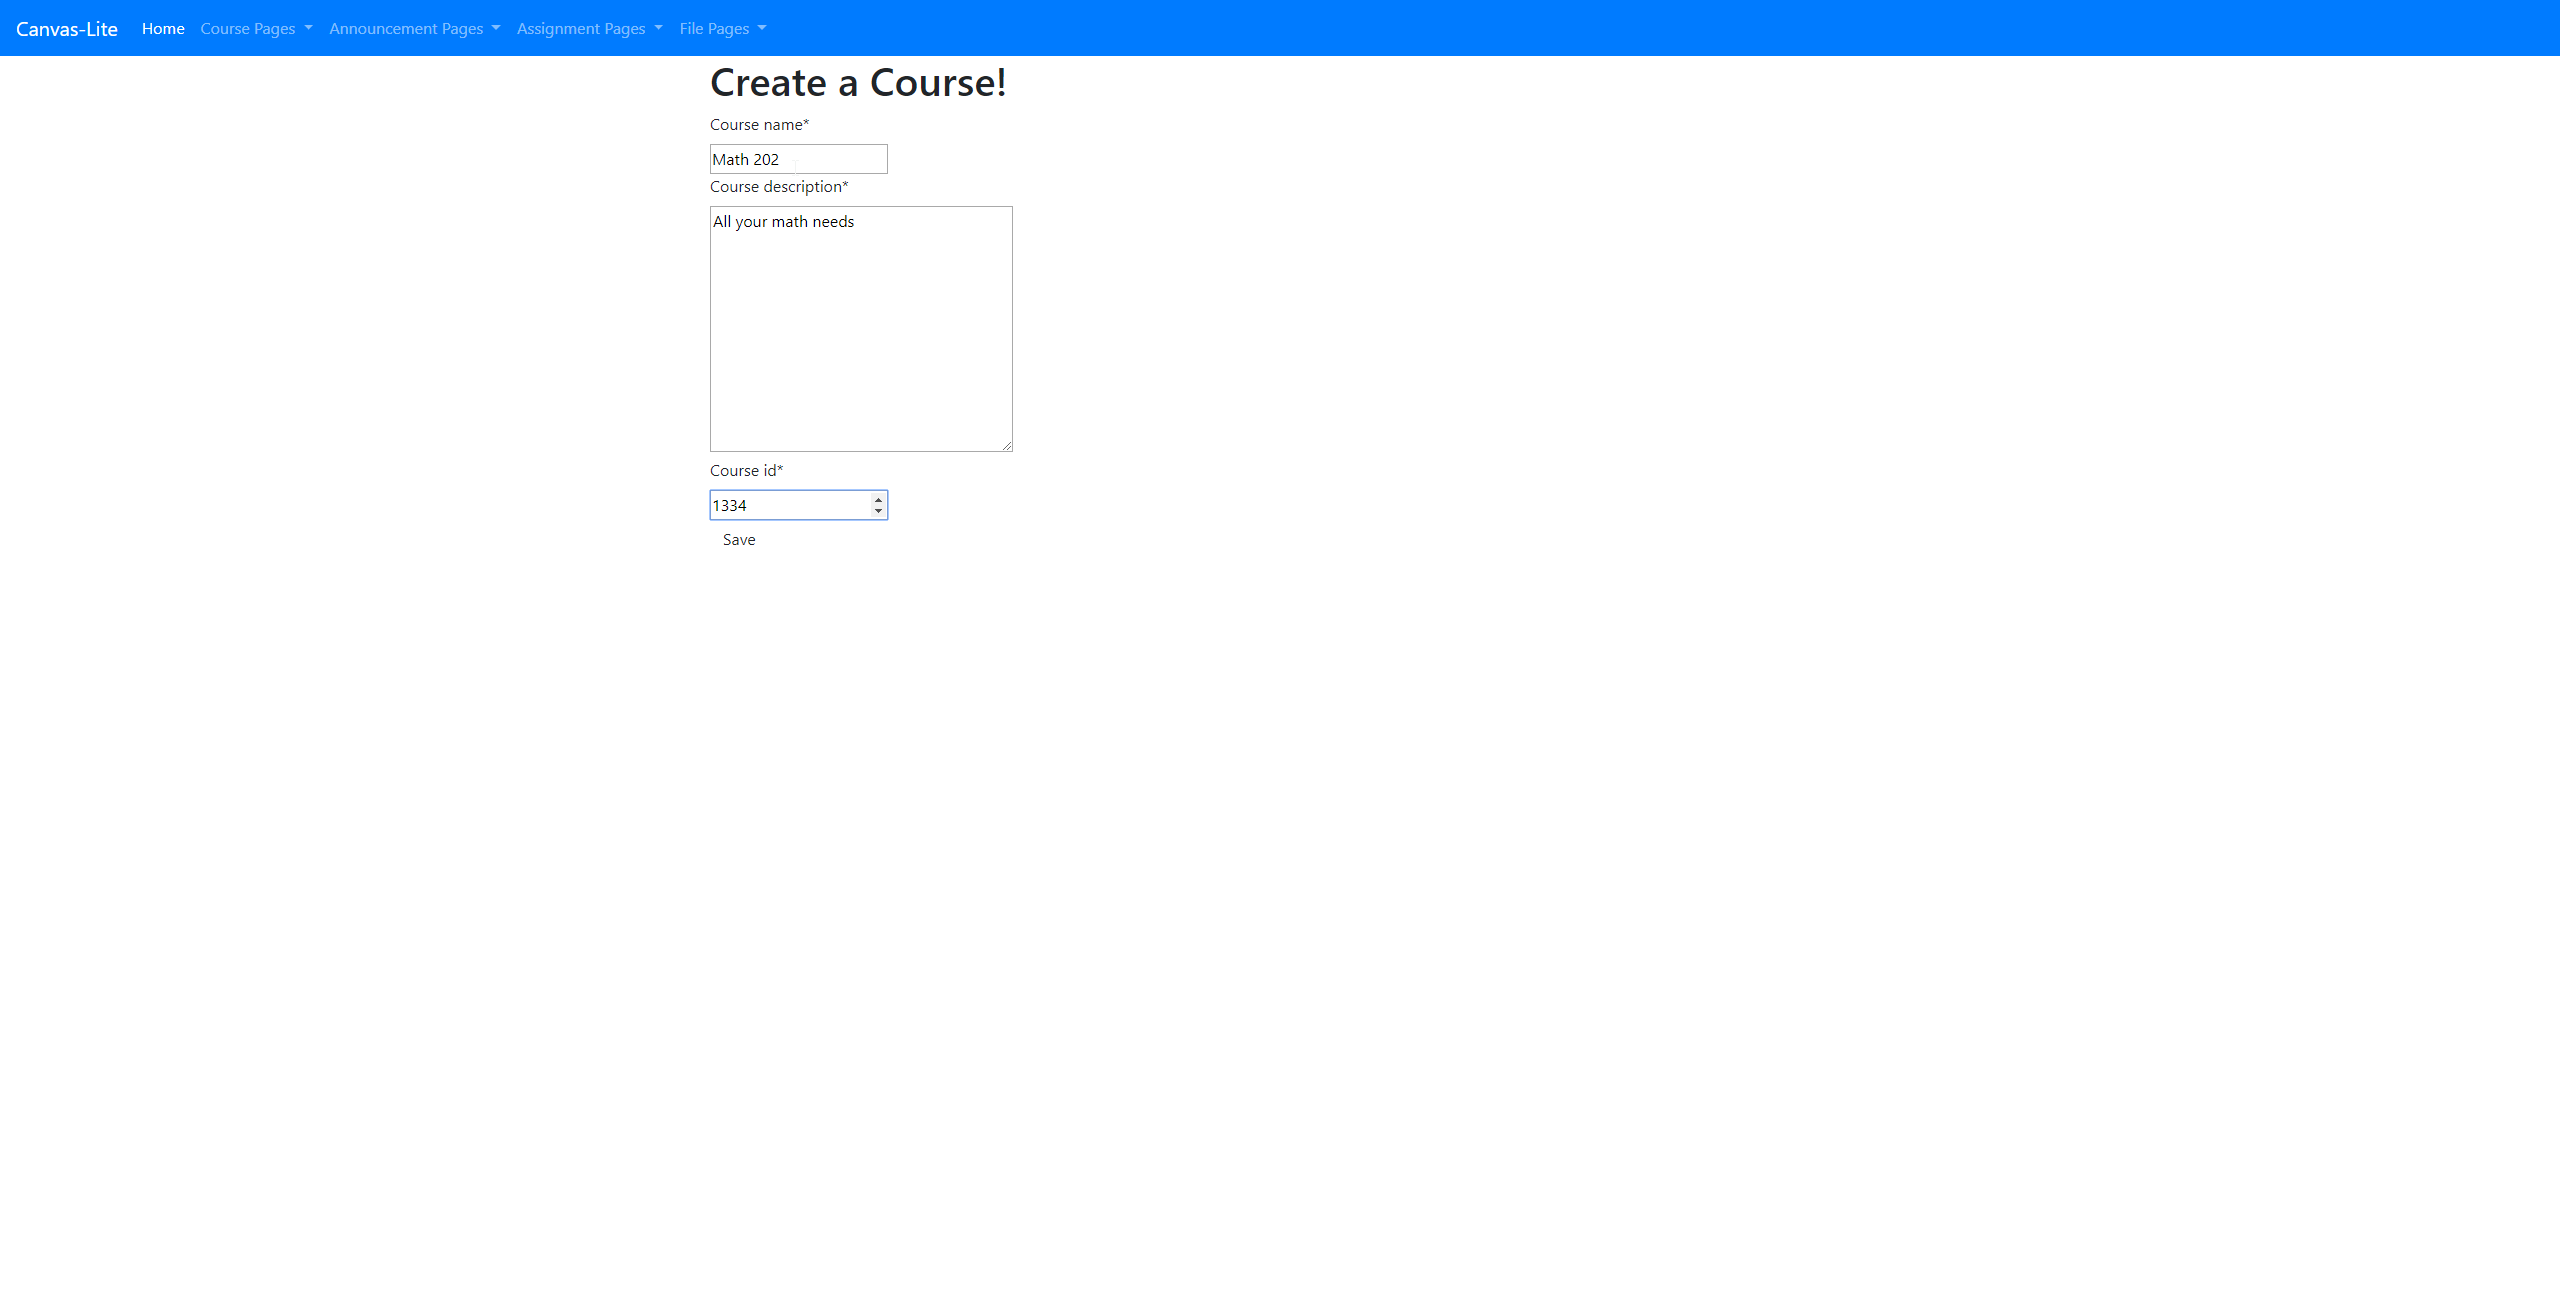 Canvas-Lite Home Course Pages Announcement Pages Assignment Pages File Pages
Create a Course!
Course name*
Math 202
Course description*
All your math needs
Course id*
1334
Save